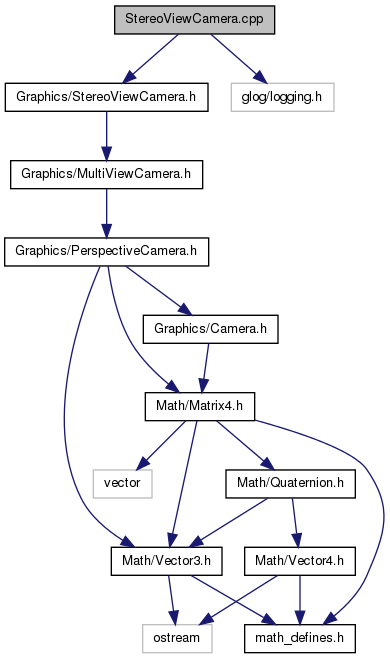 StereoViewCamera.cpp
Graphics/StereoViewCamera.h
glog/logging.h
Graphics/MultiViewCamera.h
Graphics/PerspectiveCamera.h
Graphics/Camera.h
Math/Matrix4.h
vector
Math/Quaternion.h
Math/Vector3.h
Math/Vector4.h
ostream
math_defines.h